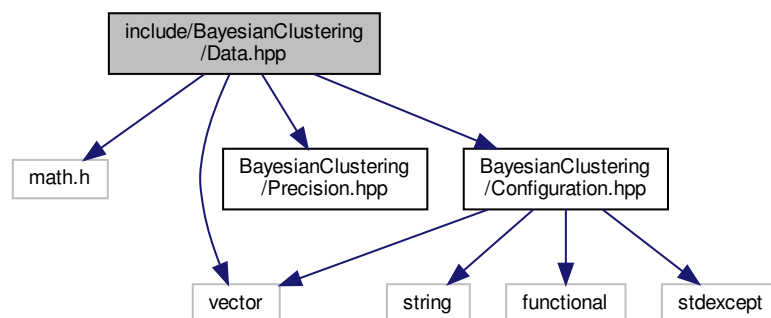 include/BayesianClustering
/Data.hpp
math.h
BayesianClustering
/Precision.hpp
BayesianClustering
/Configuration.hpp
vector
string
functional
stdexcept